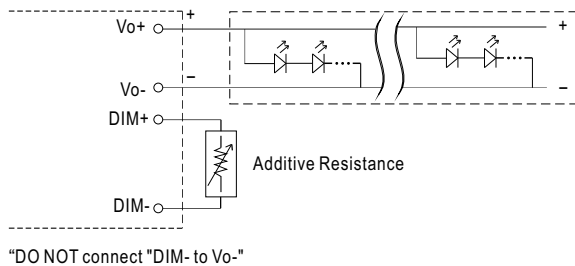 Vo+
+
+
Vo-
–
–
DIM+
Additive Resistance
DIM-
“DO NOT connect "DIM- to Vo-"